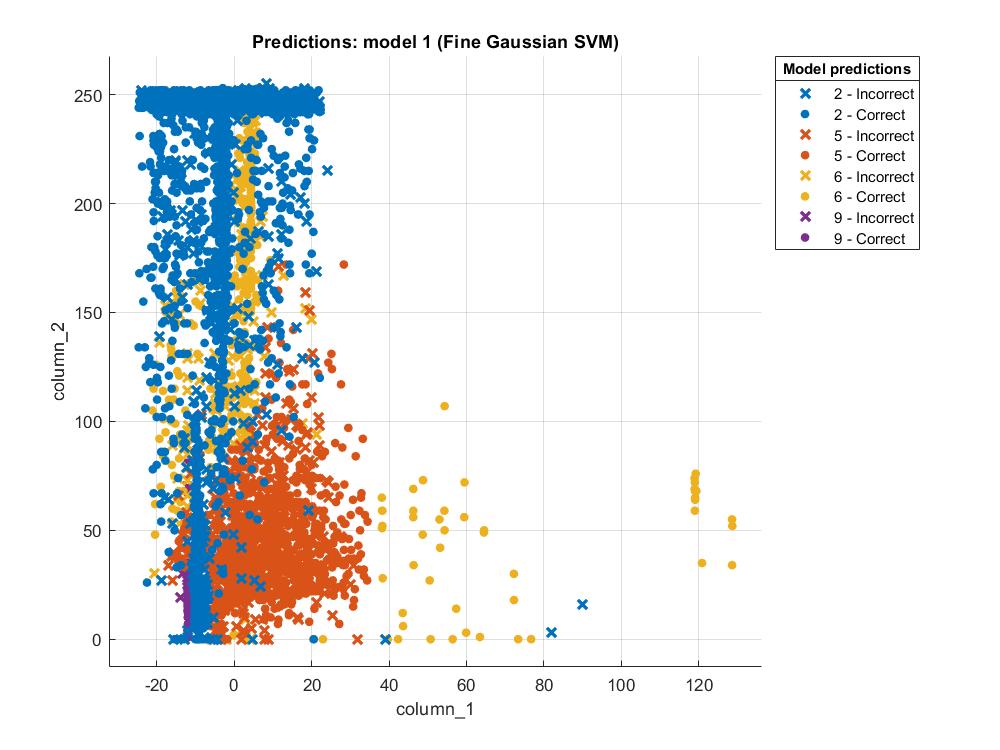 Predictions: model 1 (Fine Gaussian SVM)
Model predictions
2 - Incorrect
2 - Correct
5 - Incorrect
5 - Correct
6 - Incorrect
6 - Correct
9 - Incorrect
9 - Correct
250
200
150
100
50
0
column_2
-20 0 20 40 60 80 100 120
column_1